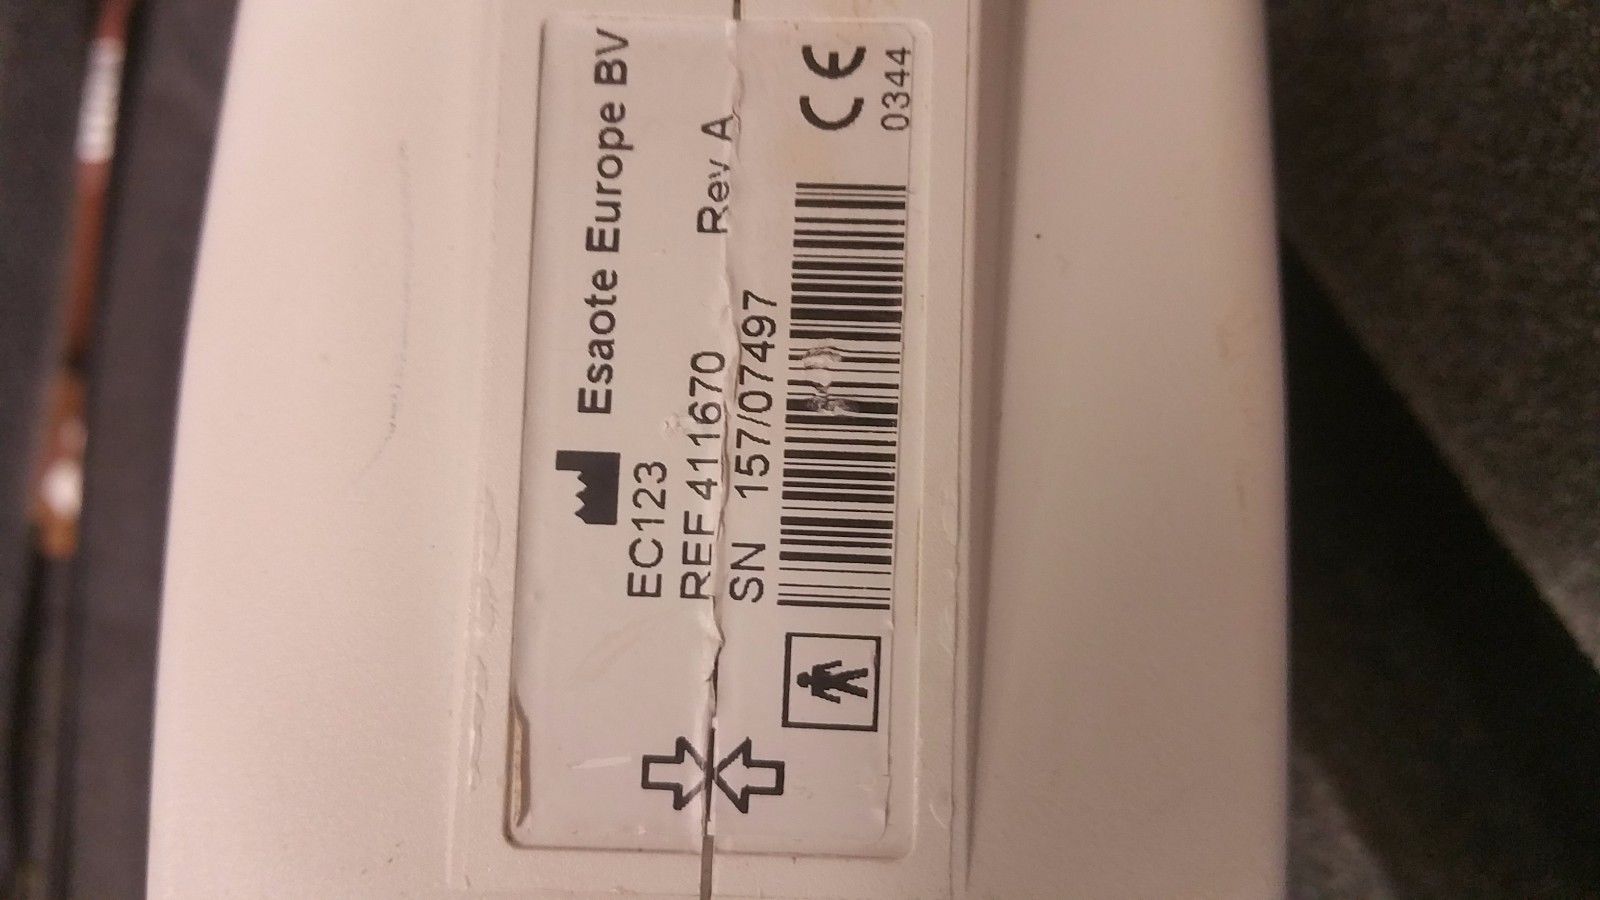 Esaote Europe BV
EC123
REF 411670 Rev A
SN 157/07497
CE
0344